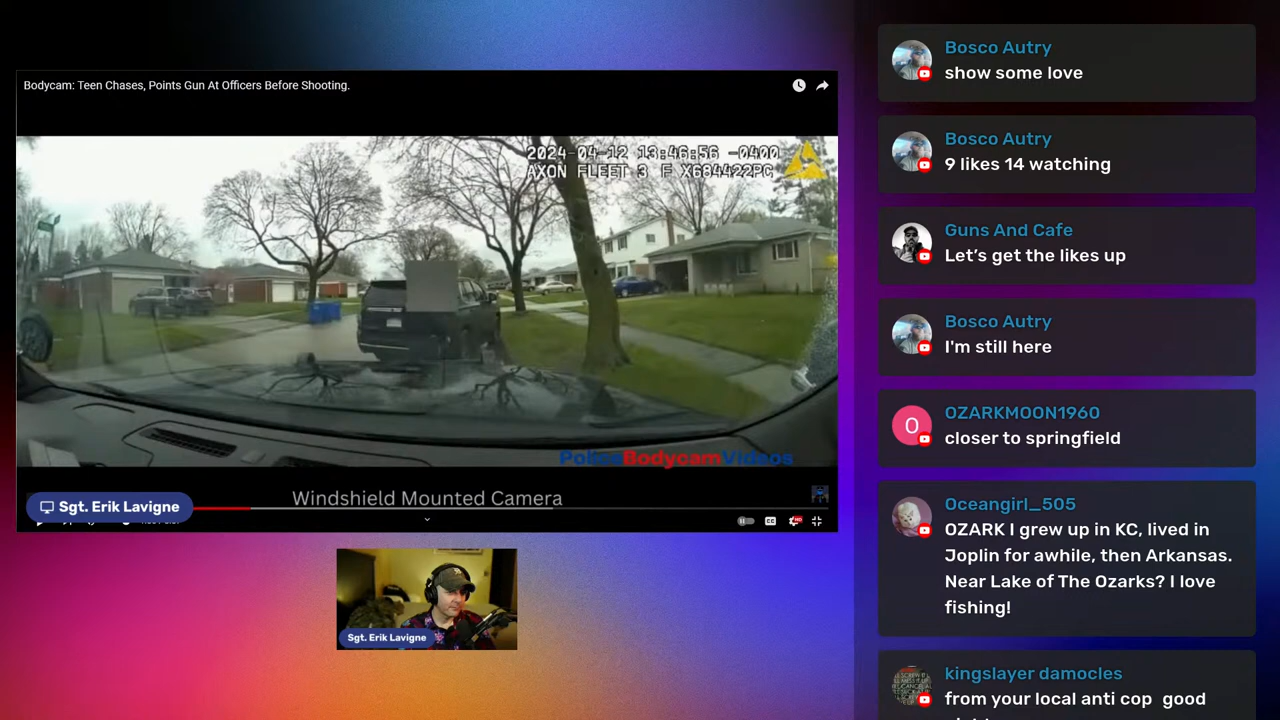 Bodycam: Teen Chases, Points Gun At Officers Before Shooting.
2024-04-12 13:46:56 -0400
AXON FLEET 3 F X684422PC
PoliceBodycamVideos
Windshield Mounted Camera
Sgt. Erik Lavigne
Sgt. Erik Lavigne
Bosco Autry
show some love
Bosco Autry
9 likes 14 watching
Guns And Cafe
Let’s get the likes up
Bosco Autry
I'm still here
OZARKMOON1960
O
closer to springfield
Oceangirl_505
OZARK I grew up in KC, lived in
Joplin for awhile, then Arkansas.
Near Lake of The Ozarks? I love
fishing!
kingslayer damocles
from your local anti cop good